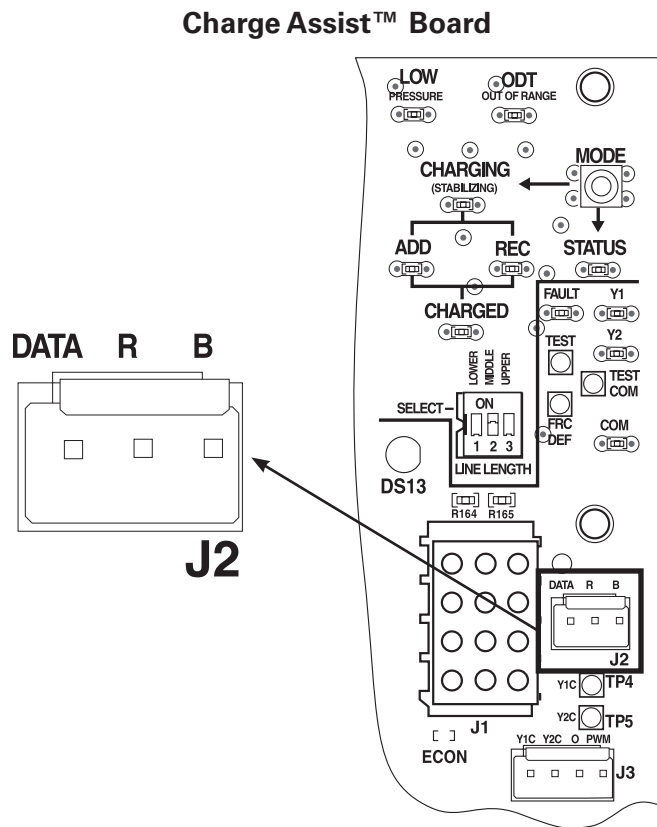 Charge Assist™ Board
LOW
PRESSURE
ODT
OUT OF RANGE
MODE
CHARGING
(STABILIZING)
ADD
REC
STATUS
CHARGED
FAULT
Y1
Y2
TEST
TEST
COM
FRC
DEF
COM
LOWER
MIDDLE
UPPER
SELECT
ON
1 2 3
LINE LENGTH
DS13
R164
R165
DATA R B
J2
DATA R B
J2
J1
ECON
Y1C TP4
Y2C TP5
Y1C Y2C O PWM
J3